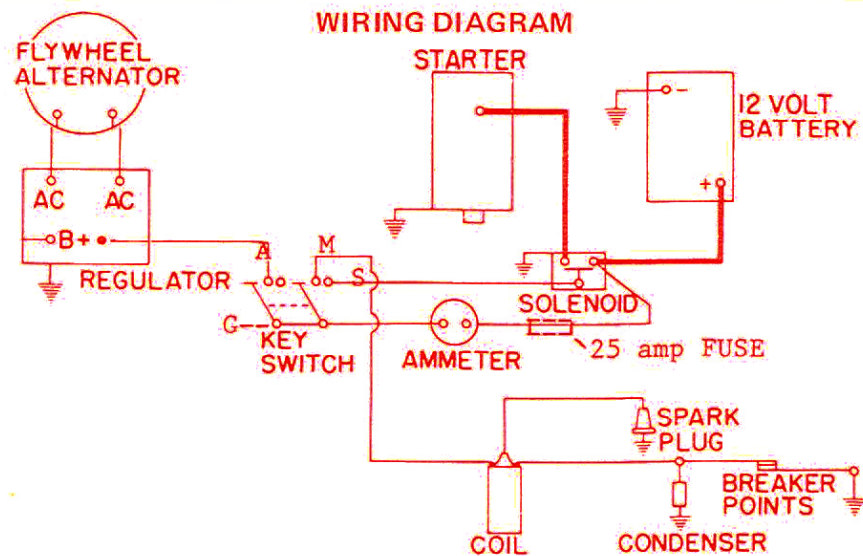 WIRING DIAGRAM
FLYWHEEL
ALTERNATOR
STARTER
12 VOLT
BATTERY
-
+
AC AC
B+
REGULATOR
A
M
S
G
KEY
SWITCH
AMMETER
SOLENOID
25 amp FUSE
SPARK
PLUG
BREAKER
POINTS
COIL
CONDENSER